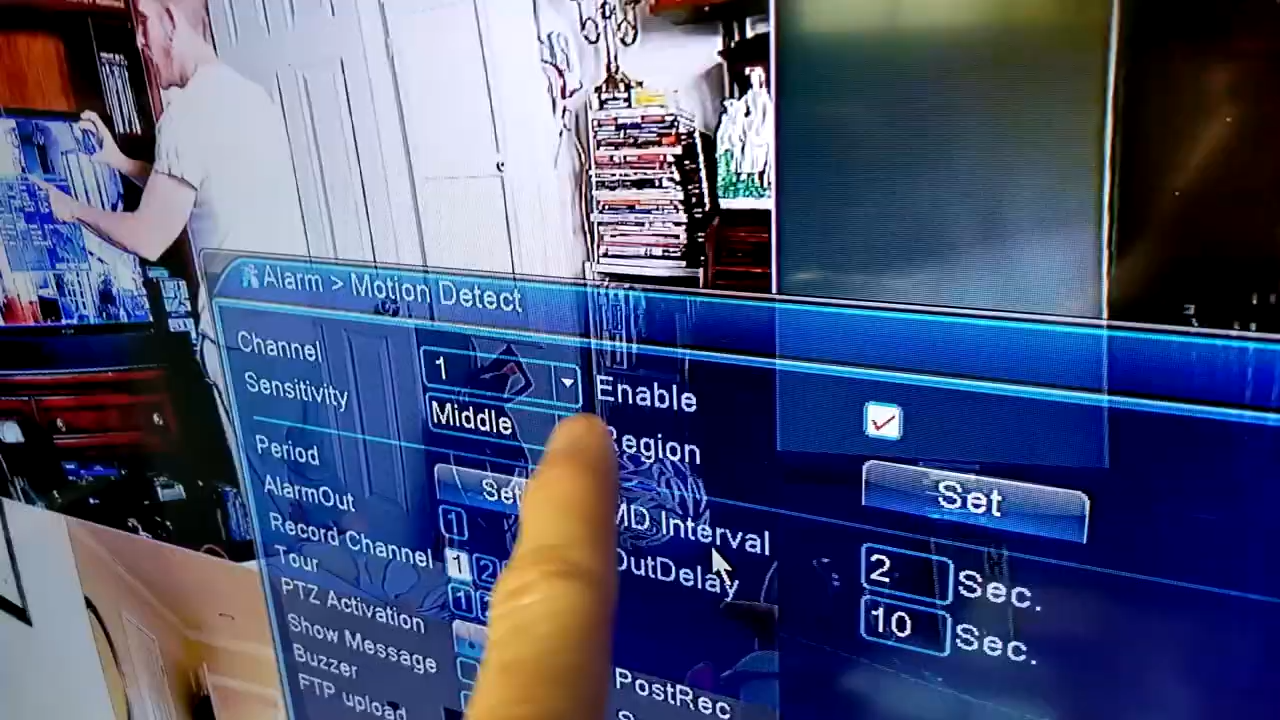 Alarm > Motion Detect
Channel 1 Enable
Sensitivity Middle Region Set
Period Set MD Interval 2 Sec.
AlarmOut 1 OutDelay 10 Sec.
Record Channel 1 2
Tour 1
PTZ Activation
Show Message PostRec
Buzzer
FTP upload